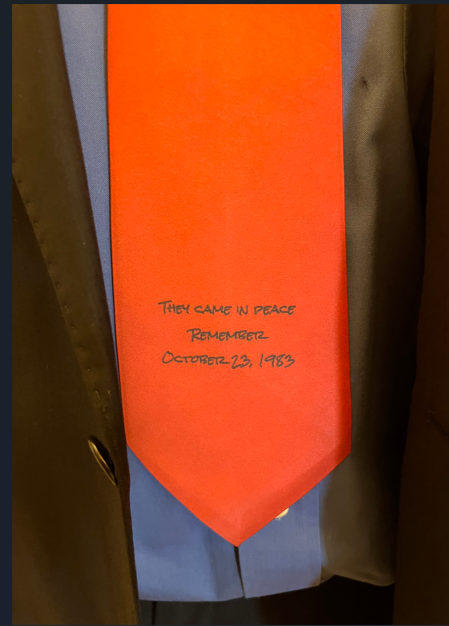 THEY CAME IN PEACE
REMEMBER
OCTOBER 23, 1983